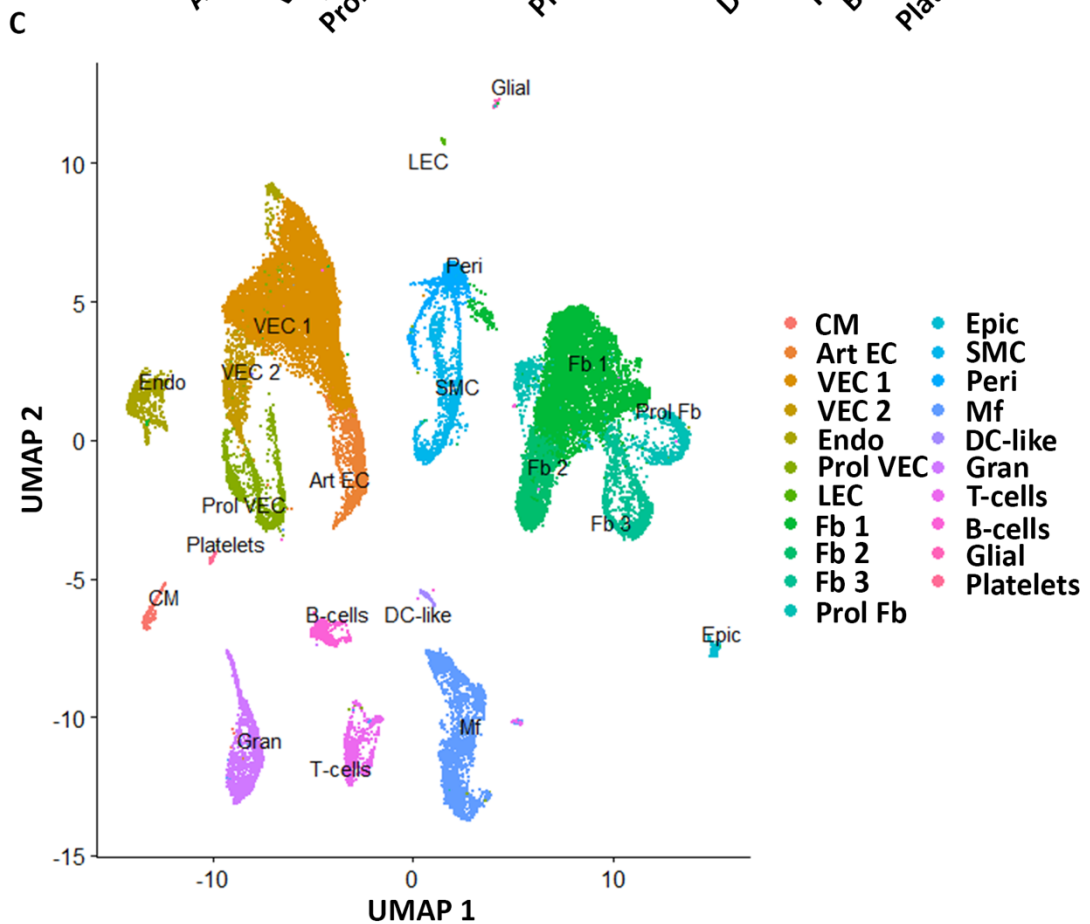 C
Glial
LEC
10
Peri
5
VEC 1
Fb 1
VEC 2
Endo
SMC
Prol Fb
0
Fb 2
Art EC
Prol VEC
Fb 3
Platelets
-5
CM
B-cells
DC-like
Epic
Mf
-10
Gran
T-cells
-15
-10
0
10
UMAP 1
UMAP 2
CM
Art EC
VEC 1
VEC 2
Endo
Prol VEC
LEC
Fb 1
Fb 2
Fb 3
Prol Fb
Epic
SMC
Peri
Mf
DC-like
Gran
T-cells
B-cells
Glial
Platelets